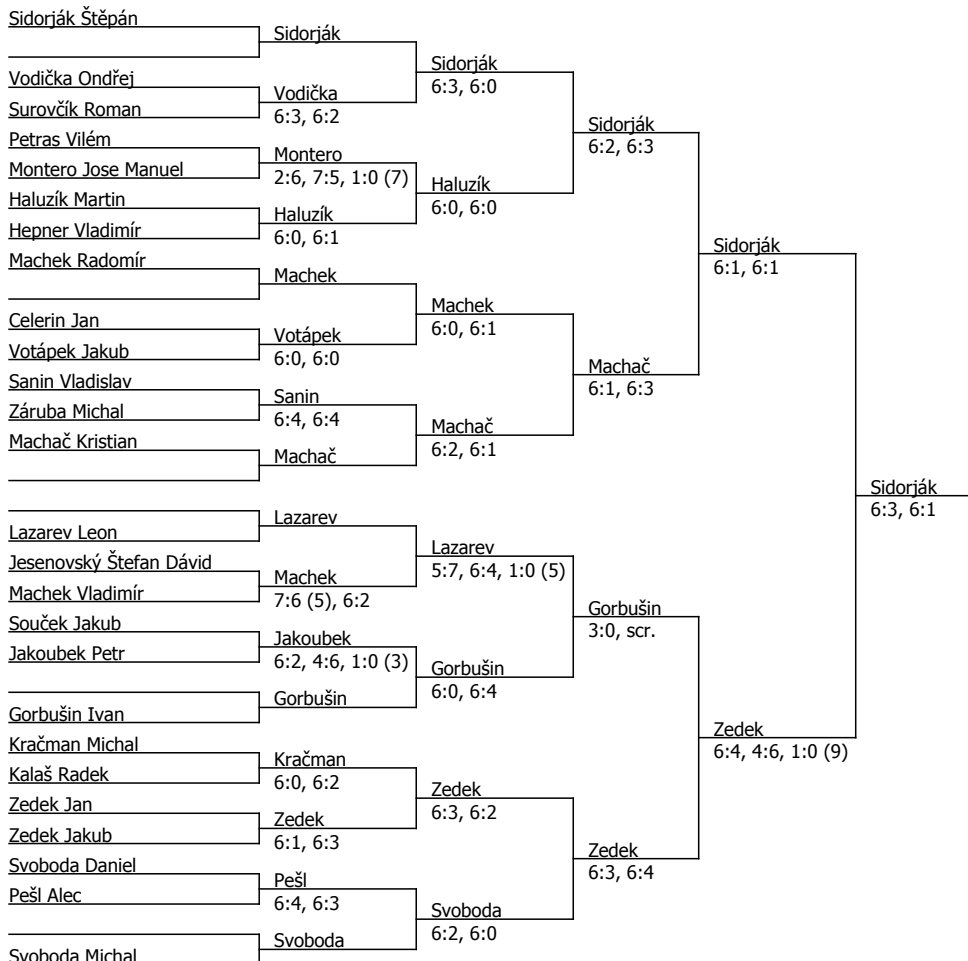 Sidorják Štěpán
Vodička Ondřej
Surovčík Roman
Petras Vilém
Montero Jose Manuel
Haluzík Martin
Hepner Vladimír
Machek Radomír
Celerin Jan
Votápek Jakub
Sanin Vladislav
Záruba Michal
Machač Kristian
Lazarev Leon
Jesenovský Štefan Dávid
Machek Vladimír
Souček Jakub
Jakoubek Petr
Gorbušin Ivan
Kračman Michal
Kalaš Radek
Zedek Jan
Zedek Jakub
Svoboda Daniel
Pešl Alec
Svoboda Michal
Sidorják
Vodička
6:3, 6:2
Montero
2:6, 7:5, 1:0 (7)
Haluzík
6:0, 6:1
Machek
Votápek
6:0, 6:0
Sanin
6:4, 6:4
Machač
Lazarev
Machek
7:6 (5), 6:2
Jakoubek
6:2, 4:6, 1:0 (3)
Gorbušin
Kračman
6:0, 6:2
Zedek
6:1, 6:3
Pešl
6:4, 6:3
Svoboda
Sidorják
6:3, 6:0
Haluzík
6:0, 6:0
Machek
6:0, 6:1
Machač
6:2, 6:1
Lazarev
5:7, 6:4, 1:0 (5)
Gorbušin
6:0, 6:4
Zedek
6:3, 6:2
Svoboda
6:2, 6:0
Sidorják
6:2, 6:3
Machač
6:1, 6:3
Gorbušin
3:0, scr.
Zedek
6:3, 6:4
Sidorják
6:1, 6:1
Zedek
6:4, 4:6, 1:0 (9)
Sidorják
6:3, 6:1